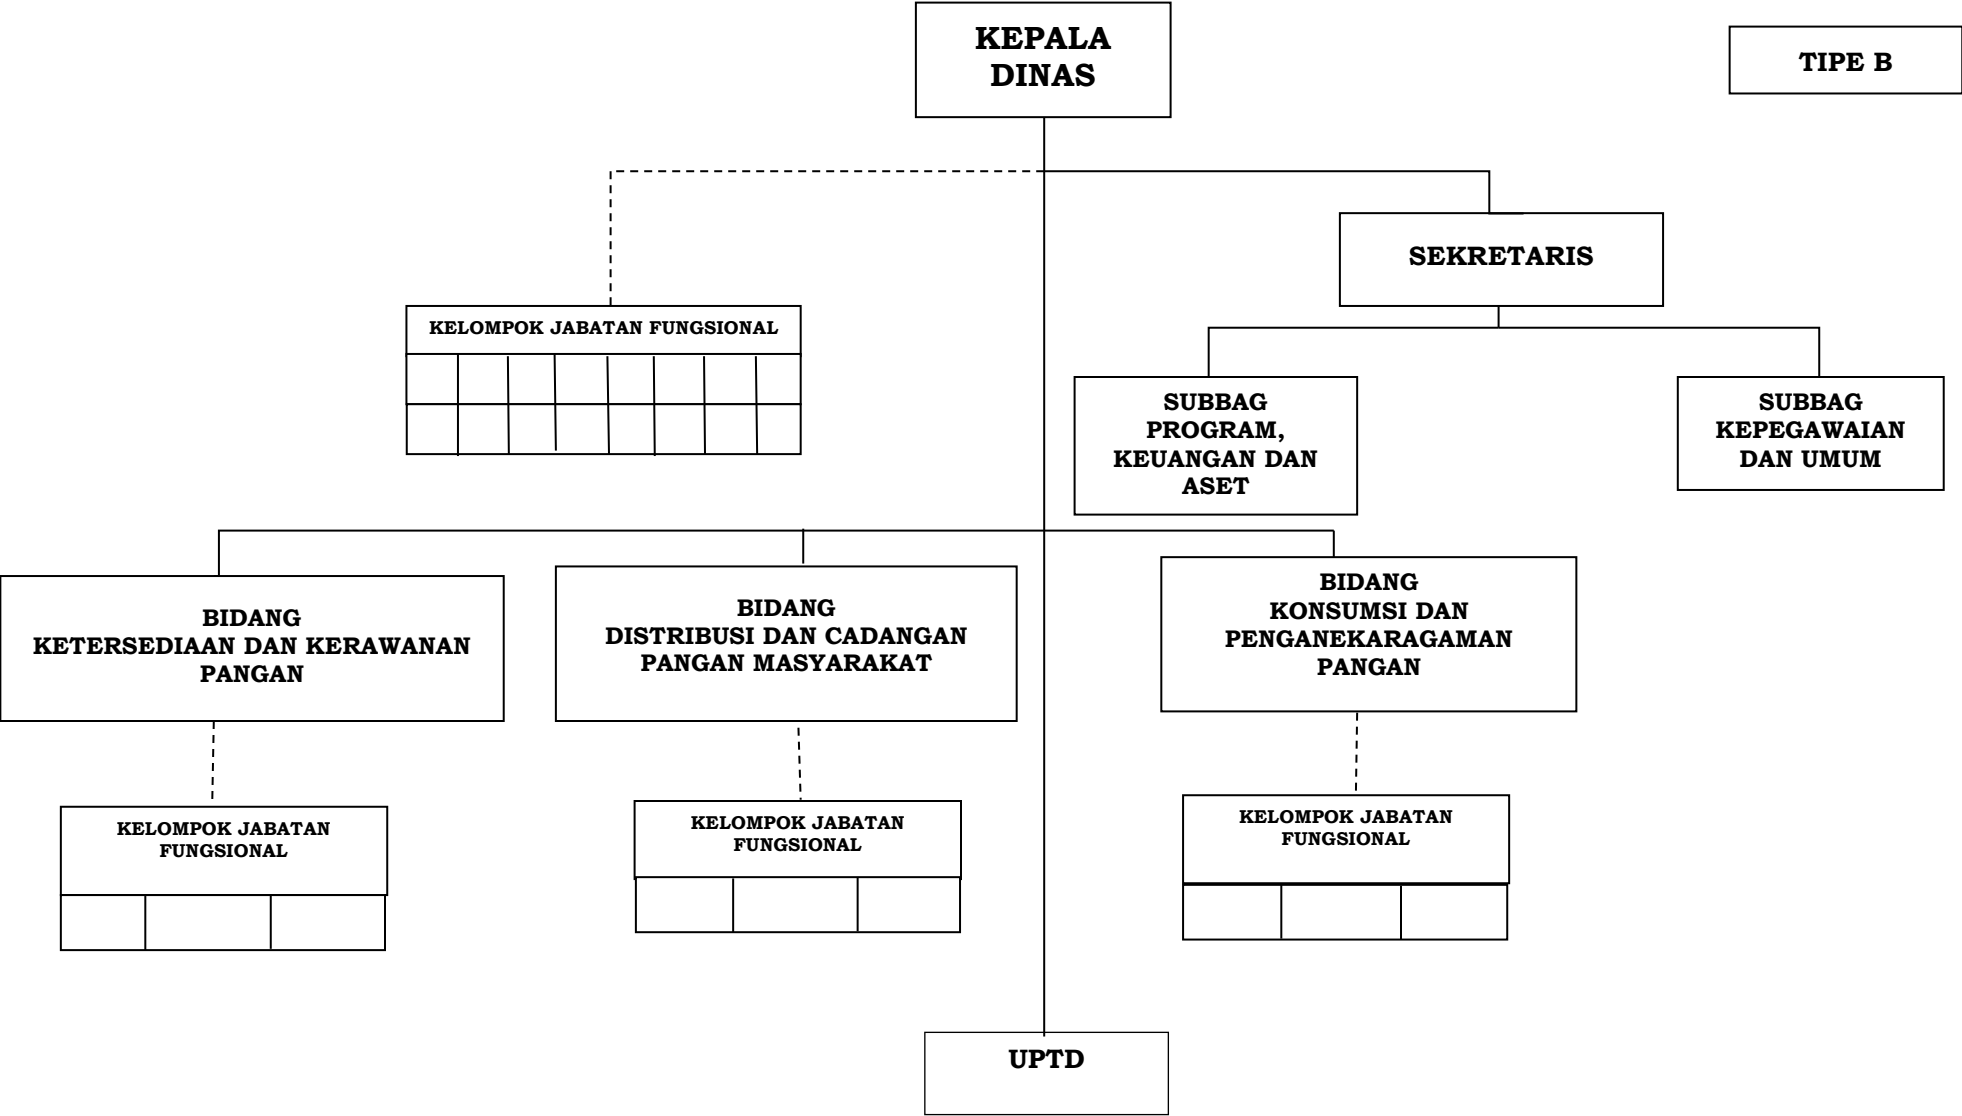 KEPALA
DINAS
TIPE B
SEKRETARIS
KELOMPOK JABATAN FUNGSIONAL
SUBBAG
PROGRAM,
KEUANGAN DAN
ASET
SUBBAG
KEPEGAWAIAN
DAN UMUM
BIDANG
KETERSEDIAAN DAN KERAWANAN
PANGAN
BIDANG
DISTRIBUSI DAN CADANGAN
PANGAN MASYARAKAT
BIDANG
KONSUMSI DAN
PENGANEKARAGAMAN
PANGAN
KELOMPOK JABATAN
FUNGSIONAL
KELOMPOK JABATAN
FUNGSIONAL
KELOMPOK JABATAN
FUNGSIONAL
UPTD